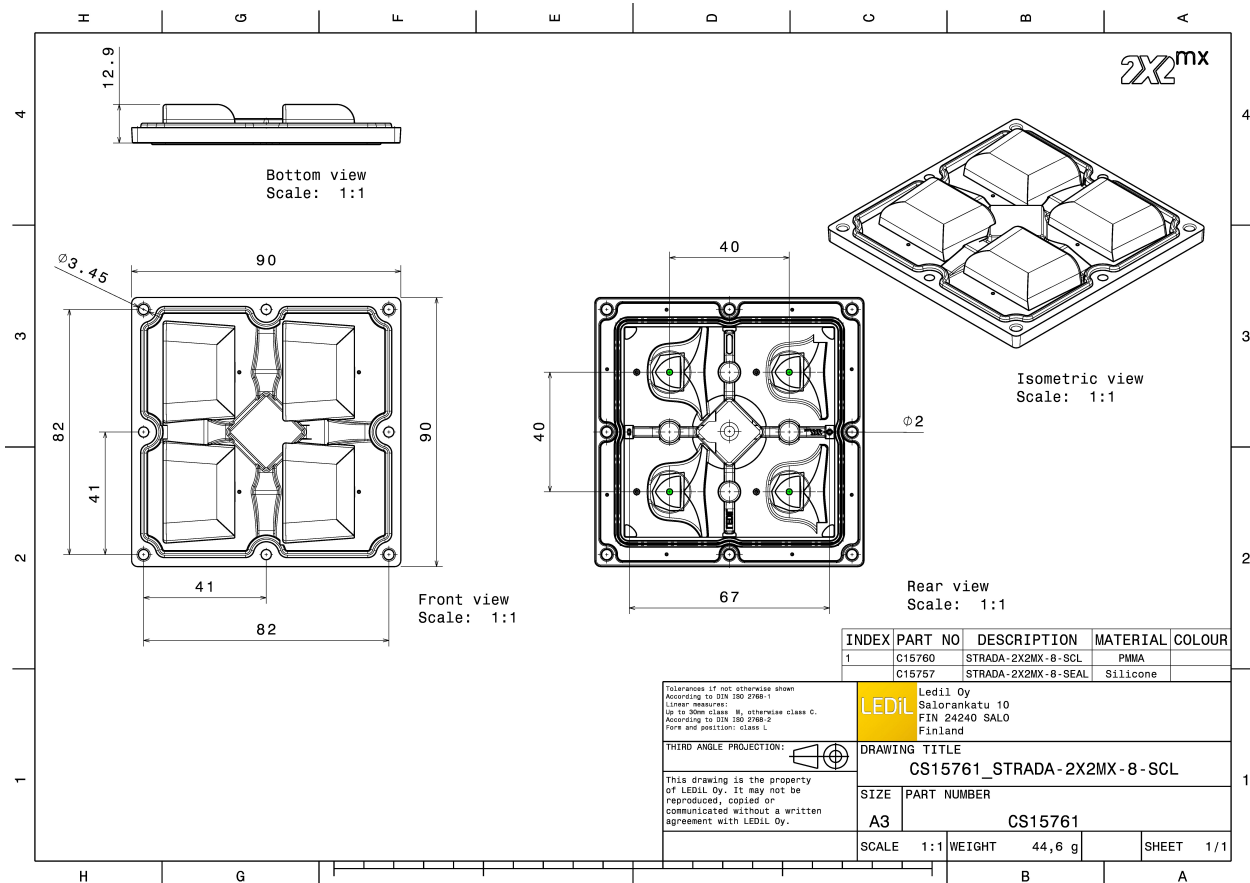 H G F E D C B A
2X2mx
4 4
12.9
Bottom view
Scale: 1:1
Ø3.45
90
40
3 3
82
90
40
Ø2
Isometric view
Scale: 1:1
41
2 2
41
82
Front view
Scale: 1:1
67
Rear view
Scale: 1:1
INDEX PART NO DESCRIPTION MATERIAL COLOUR
1 C15760 STRADA-2X2MX-8-SCL PMMA
C15757 STRADA-2X2MX-8-SEAL Silicone
Tolerances if not otherwise shown
According to DIN ISO 2768-1
Linear measures:
Up to 30mm class M, otherwise class C.
According to DIN ISO 2768-2
Form and position: class L
LEDiL
Ledil Oy
Salorankatu 10
FIN 24240 SALO
Finland
THIRD ANGLE PROJECTION:
DRAWING TITLE
CS15761_STRADA-2X2MX-8-SCL
1 1
This drawing is the property
of LEDiL Oy. It may not be
reproduced, copied or
communicated without a written
agreement with LEDiL Oy.
SIZE PART NUMBER
A3 CS15761
SCALE 1:1 WEIGHT 44,6 g SHEET 1/1
H G B A